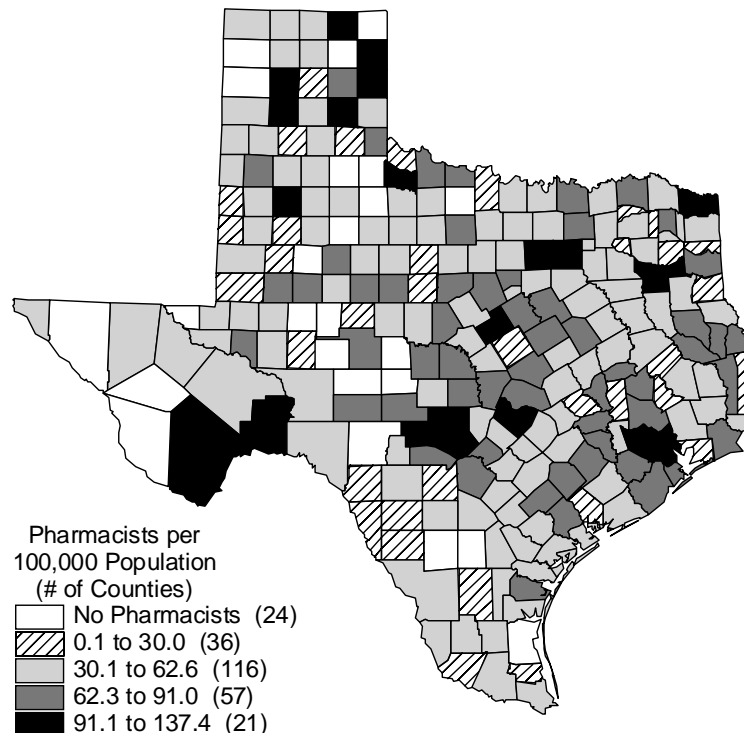 Pharmacists per
100,000 Population
(# of Counties)
No Pharmacists (24)
0.1 to 30.0 (36)
30.1 to 62.6 (116)
62.3 to 91.0 (57)
91.1 to 137.4 (21)